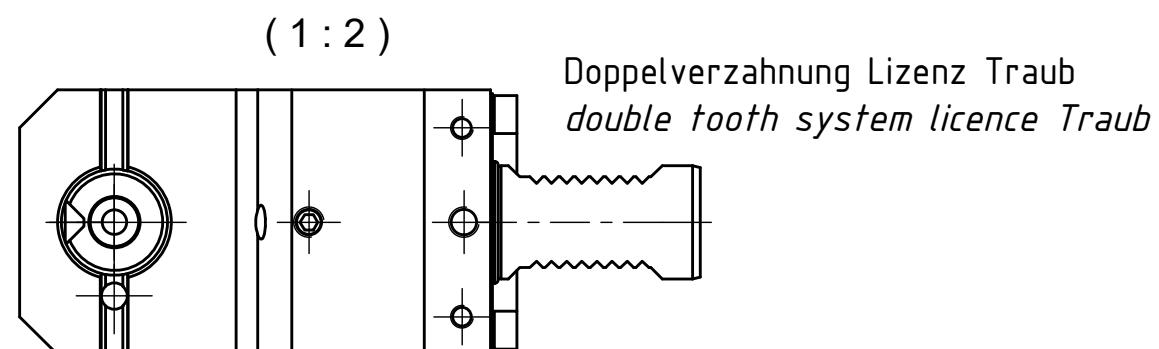 ( 1 : 2 )
Doppelverzahnung Lizenz Traub
double tooth system licence Traub